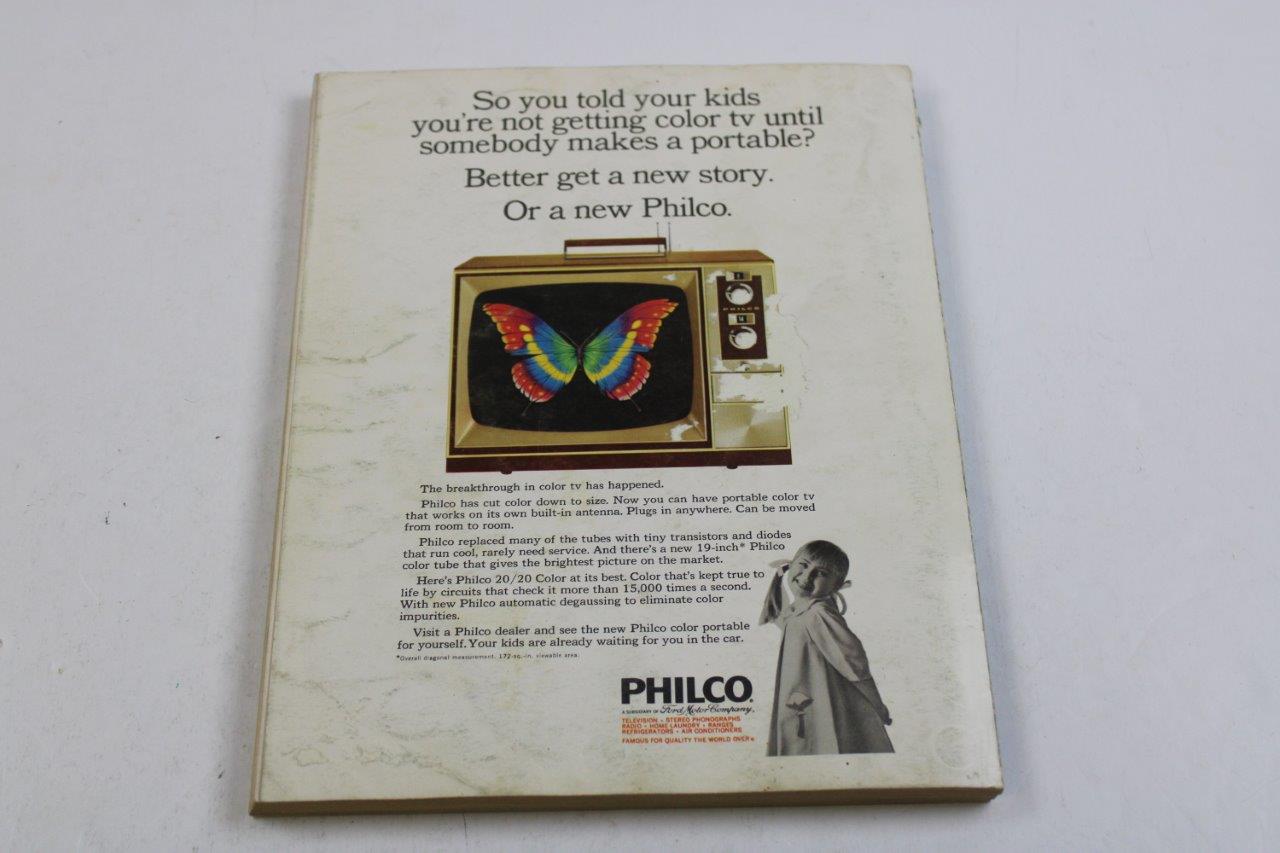 So you told your kids
you're not getting color tv until
somebody makes a portable?
Better get a new story.
Or a new Philco.
PHILCO
The breakthrough in color tv has happened.
Philco has cut color down to size. Now you can have portable color tv
that works on its own built-in antenna. Plugs in anywhere. Can be moved
from room to room.
Philco replaced many of the tubes with tiny transistors and diodes
that run cool, rarely need service. And there's a new 19-inch* Philco
color tube that gives the brightest picture on the market.
Here's Philco 20/20 Color at its best. Color that's kept true to
life by circuits that check it more than 15,000 times a second.
With new Philco automatic degaussing to eliminate color
impurities.
Visit a Philco dealer and see the new Philco color portable
for yourself. Your kids are already waiting for you in the car.
*Overall diagonal measurement. 172-sq.-in. viewable area.
PHILCO®
A SUBSIDIARY OF Ford Motor Company,
TELEVISION • STEREO PHONOGRAPHS
RADIO • HOME LAUNDRY • RANGES
REFRIGERATORS • AIR CONDITIONERS
FAMOUS FOR QUALITY THE WORLD OVER